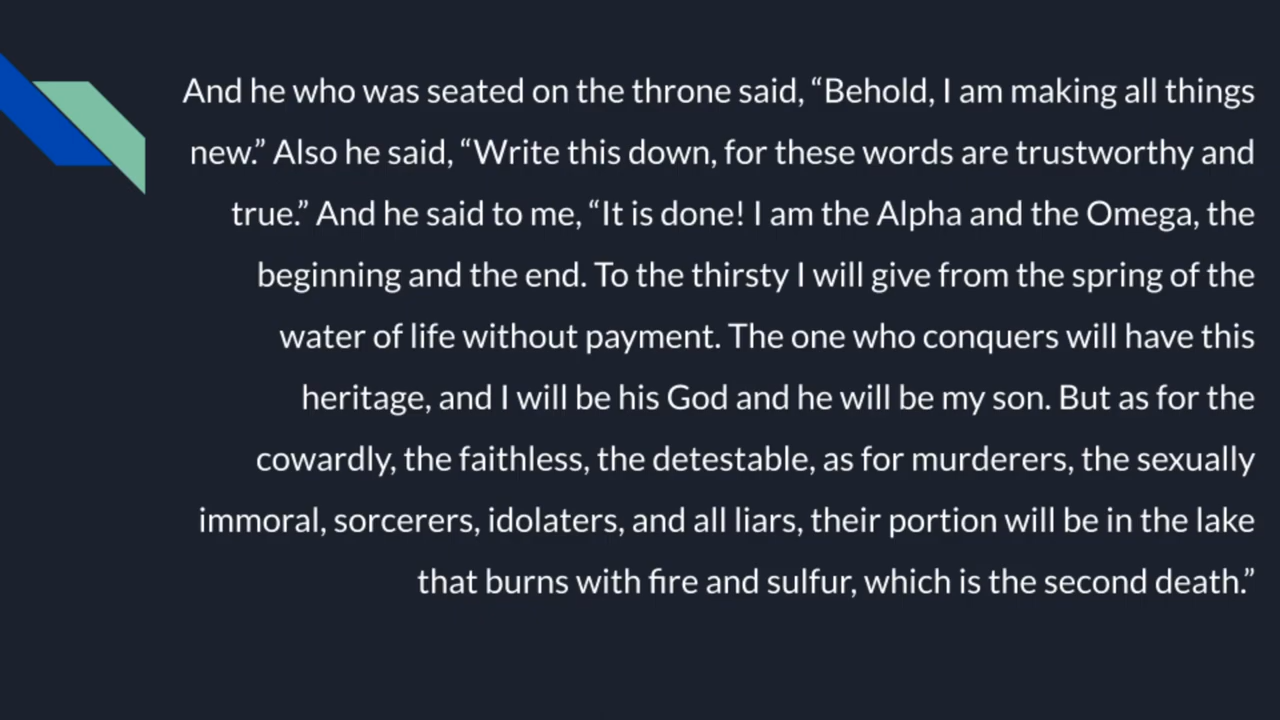 And he who was seated on the throne said, “Behold, I am making all things
new.” Also he said, “Write this down, for these words are trustworthy and
true.” And he said to me, “It is done! I am the Alpha and the Omega, the
beginning and the end. To the thirsty I will give from the spring of the
water of life without payment. The one who conquers will have this
heritage, and I will be his God and he will be my son. But as for the
cowardly, the faithless, the detestable, as for murderers, the sexually
immoral, sorcerers, idolaters, and all liars, their portion will be in the lake
that burns with fire and sulfur, which is the second death.”